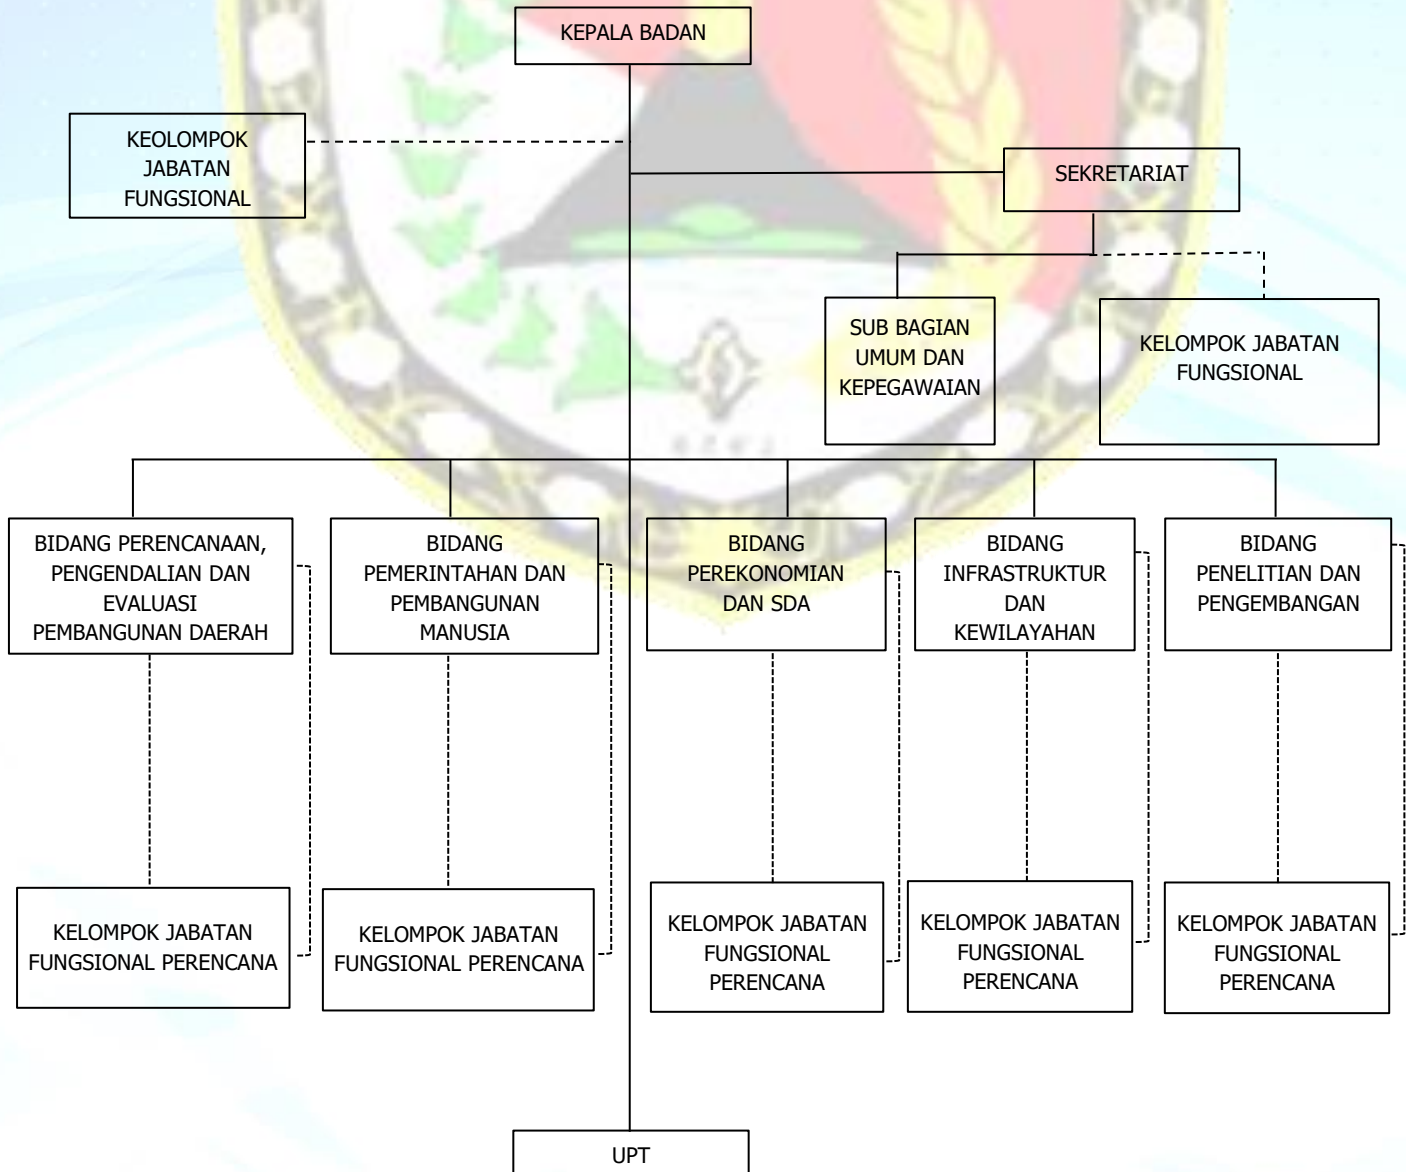 KEPALA BADAN
KEOLOMPOK
JABATAN
FUNGSIONAL
SEKRETARIAT
SUB BAGIAN
UMUM DAN
KEPEGAWAIAN
KELOMPOK JABATAN
FUNGSIONAL
BIDANG PERENCANAAN,
PENGENDALIAN DAN
EVALUASI
PEMBANGUNAN DAERAH
BIDANG
PEMERINTAHAN DAN
PEMBANGUNAN
MANUSIA
BIDANG
PEREKONOMIAN
DAN SDA
BIDANG
INFRASTRUKTUR
DAN
KEWILAYAHAN
BIDANG
PENELITIAN DAN
PENGEMBANGAN
KELOMPOK JABATAN
FUNGSIONAL PERENCANA
KELOMPOK JABATAN
FUNGSIONAL PERENCANA
KELOMPOK JABATAN
FUNGSIONAL
PERENCANA
KELOMPOK JABATAN
FUNGSIONAL
PERENCANA
KELOMPOK JABATAN
FUNGSIONAL
PERENCANA
UPT